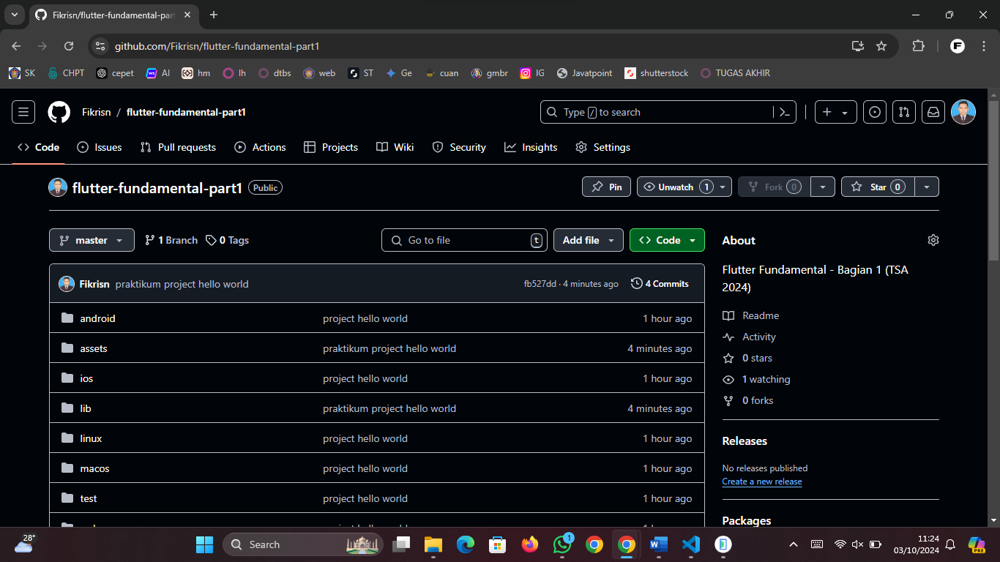 Fikrisn/flutter-fundamental-part
github.com/Fikrisn/flutter-fundamental-part1
SK CHPT cepet AI hm lh dtbs web ST Ge cuan gmbr IG Javatpoint shutterstock TUGAS AKHIR
Fikrisn / flutter-fundamental-part1 Type / to search
Code Issues Pull requests Actions Projects Wiki Security Insights Settings
flutter-fundamental-part1 Public Pin Unwatch 1 Fork 0 Star 0
master 1 Branch 0 Tags Go to file t Add file Code
Fikrisn praktikum project hello world fb527dd · 4 minutes ago 4 Commits
android project hello world 1 hour ago
assets praktikum project hello world 4 minutes ago
ios project hello world 1 hour ago
lib praktikum project hello world 4 minutes ago
linux project hello world 1 hour ago
macos project hello world 1 hour ago
test project hello world 1 hour ago
About
Flutter Fundamental - Bagian 1 (TSA
2024)
Readme
Activity
0 stars
1 watching
0 forks
Releases
No releases published
Create a new release
Packages
28° Search 1 11:24
03/10/2024 PRE